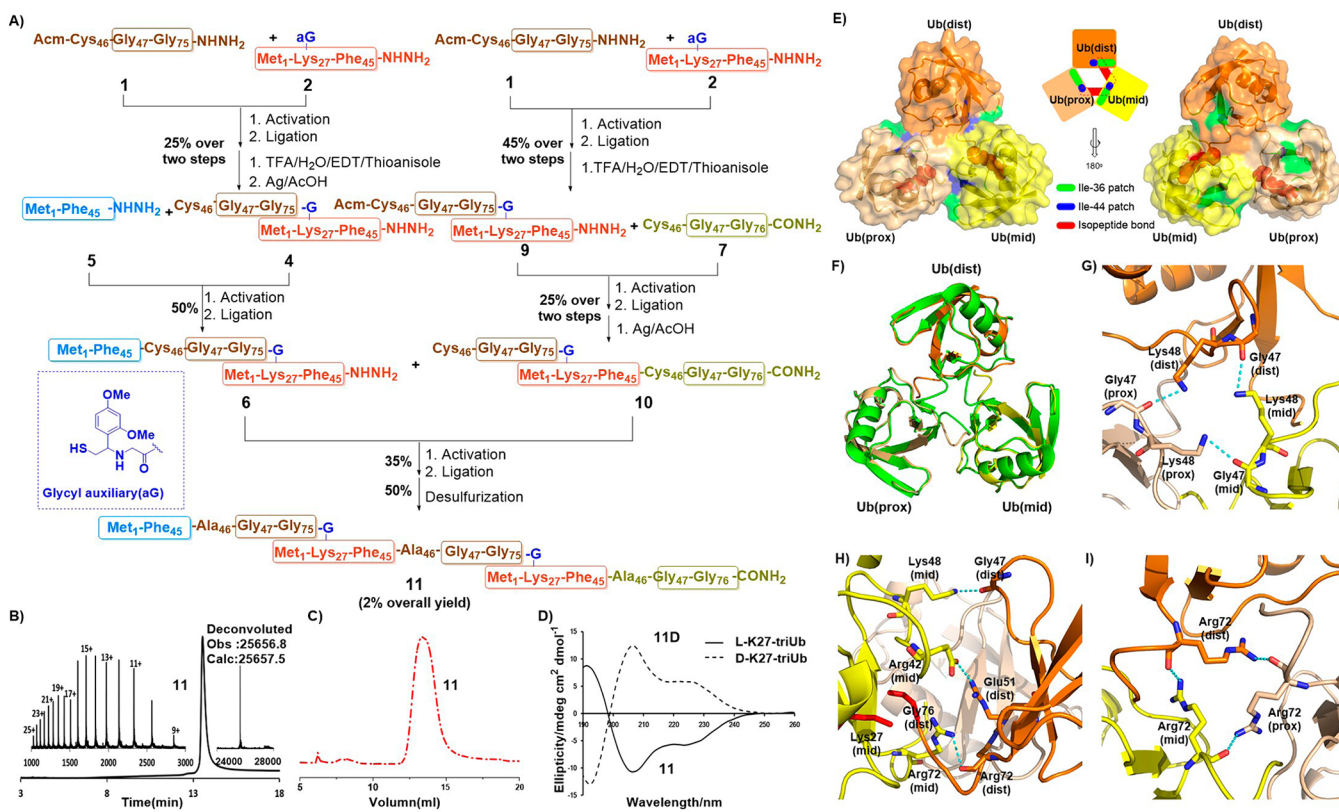 A)
Acm-Cys46-Gly47-Gly75-NHNH2 + aG
Met1-Lys27-Phe45-NHNH2
1 2
25% over
two steps
1. Activation
2. Ligation
1. TFA/H2O/EDT/Thioanisole
2. Ag/AcOH
Acm-Cys46-Gly47-Gly75-NHNH2 + aG
Met1-Lys27-Phe45-NHNH2
1 2
45% over
two steps
1. Activation
2. Ligation
1.TFA/H2O/EDT/Thioanisole
Met1-Phe45-NHNH2 + Cys46-Gly47-Gly75-G
Met1-Lys27-Phe45-NHNH2
5 4
Acm-Cys46-Gly47-Gly75-G
Met1-Lys27-Phe45-NHNH2 + Cys46-Gly47-Gly76-CONH2
9 7
50%
1. Activation
2. Ligation
25% over
two steps
1. Activation
2. Ligation
1. Ag/AcOH
Met1-Phe45-Cys46-Gly47-Gly75-G
Met1-Lys27-Phe45-NHNH2
6
+
Cys46-Gly47-Gly75-G
Met1-Lys27-Phe45-Cys46-Gly47-Gly76-CONH2
10
OMe
OMe
HS
N
H
O
Glycyl auxiliary(aG)
35%
1. Activation
2. Ligation
50%
Desulfurization
Met1-Phe45-Ala46-Gly47-Gly75-G
Met1-Lys27-Phe45-Ala46-Gly47-Gly75-G
Met1-Lys27-Phe45-Ala46-Gly47-Gly76-CONH2
11
(2% overall yield)
B)
Deconvoluted
Obs :25656.8
Calc:25657.5
11
25+ 23+ 21+ 19+ 17+ 15+ 13+ 11+ 9+
1000 1500 2000 2500 3000
24000 28000
3 8 13 18
Time(min)
C)
11
5 10 15 20
Volumn(ml)
D)
11D
L-K27-triUb
D-K27-triUb
11
Ellipticity/mdeg cm2 dmol-1
15
10
5
0
-5
-10
-15
190 200 210 220 230 240 250 260
Wavelength/nm
E)
Ub(dist)
Ub(prox)
Ub(mid)
Ub(dist)
Ub(prox)
Ub(mid)
180o
Ile-36 patch
Ile-44 patch
Isopeptide bond
Ub(dist)
Ub(mid)
Ub(prox)
F)
Ub(dist)
Ub(prox)
Ub(mid)
G)
Lys48
(dist)
Gly47
(dist)
Gly47
(prox)
Lys48
(mid)
Lys48
(prox)
Gly47
(mid)
H)
Lys48
(mid)
Gly47
(dist)
Arg42
(mid)
Glu51
(dist)
Gly76
(dist)
Lys27
(mid)
Arg72
(mid)
Arg72
(dist)
I)
Arg72
(dist)
Arg72
(mid)
Arg72
(prox)